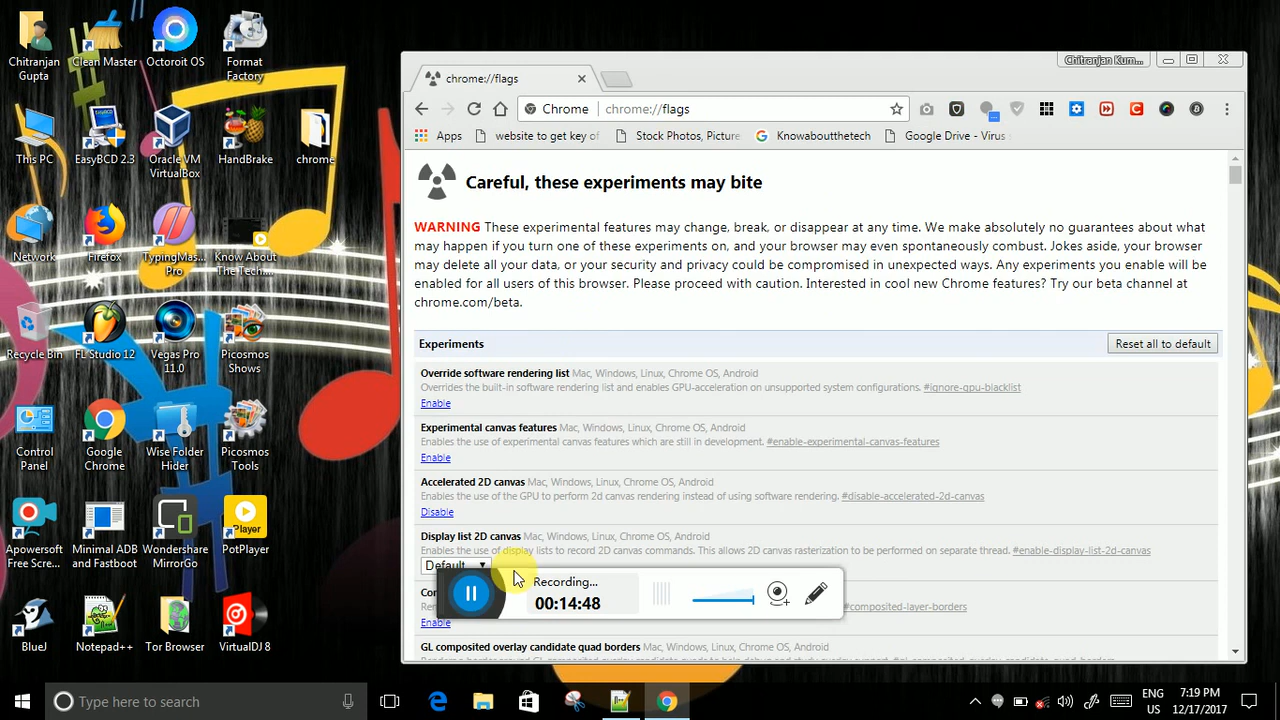 Chitranjan Gupta
Clean Master
Octoroit OS
Format Factory
This PC
EasyBCD 2.3
Oracle VM VirtualBox
HandBrake
chrome
Network
Firefox
TypingMas... Pro
Know About The Tech....
Recycle Bin
FL Studio 12
Vegas Pro 11.0
Picosmos Shows
Control Panel
Google Chrome
Wise Folder Hider
Picosmos Tools
Apowersoft Free Scre...
Minimal ADB and Fastboot
Wondershare MirrorGo
Player
PotPlayer
BlueJ
Notepad++
Tor Browser
VirtualDJ 8
Chitranjan Kum...
chrome://flags
Chrome | chrome://flags
Apps website to get key of Stock Photos, Picture Knowaboutthetech Google Drive - Virus
Careful, these experiments may bite
WARNING These experimental features may change, break, or disappear at any time. We make absolutely no guarantees about what
may happen if you turn one of these experiments on, and your browser may even spontaneously combust. Jokes aside, your browser
may delete all your data, or your security and privacy could be compromised in unexpected ways. Any experiments you enable will be
enabled for all users of this browser. Please proceed with caution. Interested in cool new Chrome features? Try our beta channel at
chrome.com/beta.
Experiments Reset all to default
Override software rendering list Mac, Windows, Linux, Chrome OS, Android
Overrides the built-in software rendering list and enables GPU-acceleration on unsupported system configurations. #ignore-gpu-blacklist
Enable
Experimental canvas features Mac, Windows, Linux, Chrome OS, Android
Enables the use of experimental canvas features which are still in development. #enable-experimental-canvas-features
Enable
Accelerated 2D canvas Mac, Windows, Linux, Chrome OS, Android
Enables the use of the GPU to perform 2d canvas rendering instead of using software rendering. #disable-accelerated-2d-canvas
Disable
Display list 2D canvas Mac, Windows, Linux, Chrome OS, Android
Enables the use of display lists to record 2D canvas commands. This allows 2D canvas rasterization to be performed on separate thread. #enable-display-list-2d-canvas
Default
Recording...
00:14:48
#composited-layer-borders
Enable
GL composited overlay candidate quad borders Mac, Windows, Linux, Chrome OS, Android
Type here to search
ENG
US
7:19 PM
12/17/2017